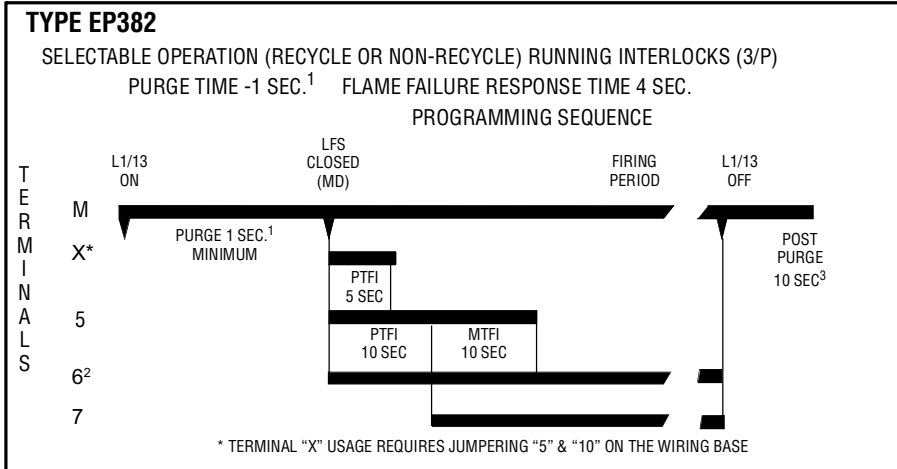 TYPE EP382
SELECTABLE OPERATION (RECYCLE OR NON-RECYCLE) RUNNING INTERLOCKS (3/P)
PURGE TIME -1 SEC.1 FLAME FAILURE RESPONSE TIME 4 SEC.
PROGRAMMING SEQUENCE
TERMINALS
L1/13
ON
LFS
CLOSED
(MD)
FIRING
PERIOD
L1/13
OFF
M
PURGE 1 SEC.1
MINIMUM
POST
PURGE
10 SEC3
X*
PTFI
5 SEC
5
PTFI
10 SEC
MTFI
10 SEC
62
7
* TERMINAL “X” USAGE REQUIRES JUMPERING “5” & “10” ON THE WIRING BASE